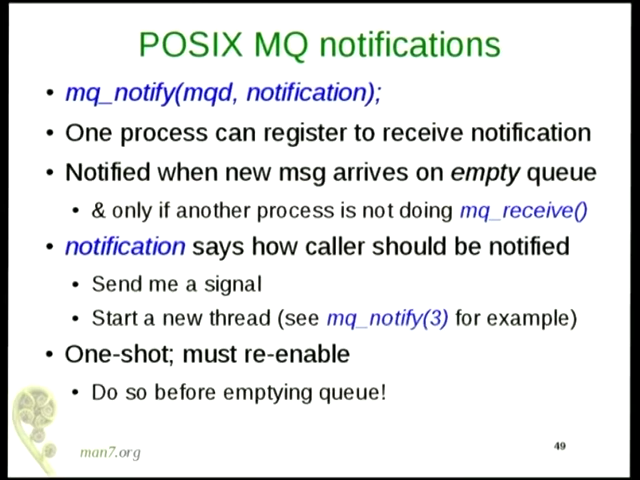 POSIX MQ notifications
• mq_notify(mqd, notification);
• One process can register to receive notification
• Notified when new msg arrives on empty queue
• & only if another process is not doing mq_receive()
• notification says how caller should be notified
• Send me a signal
• Start a new thread (see mq_notify(3) for example)
• One-shot; must re-enable
• Do so before emptying queue!
man7.org
49